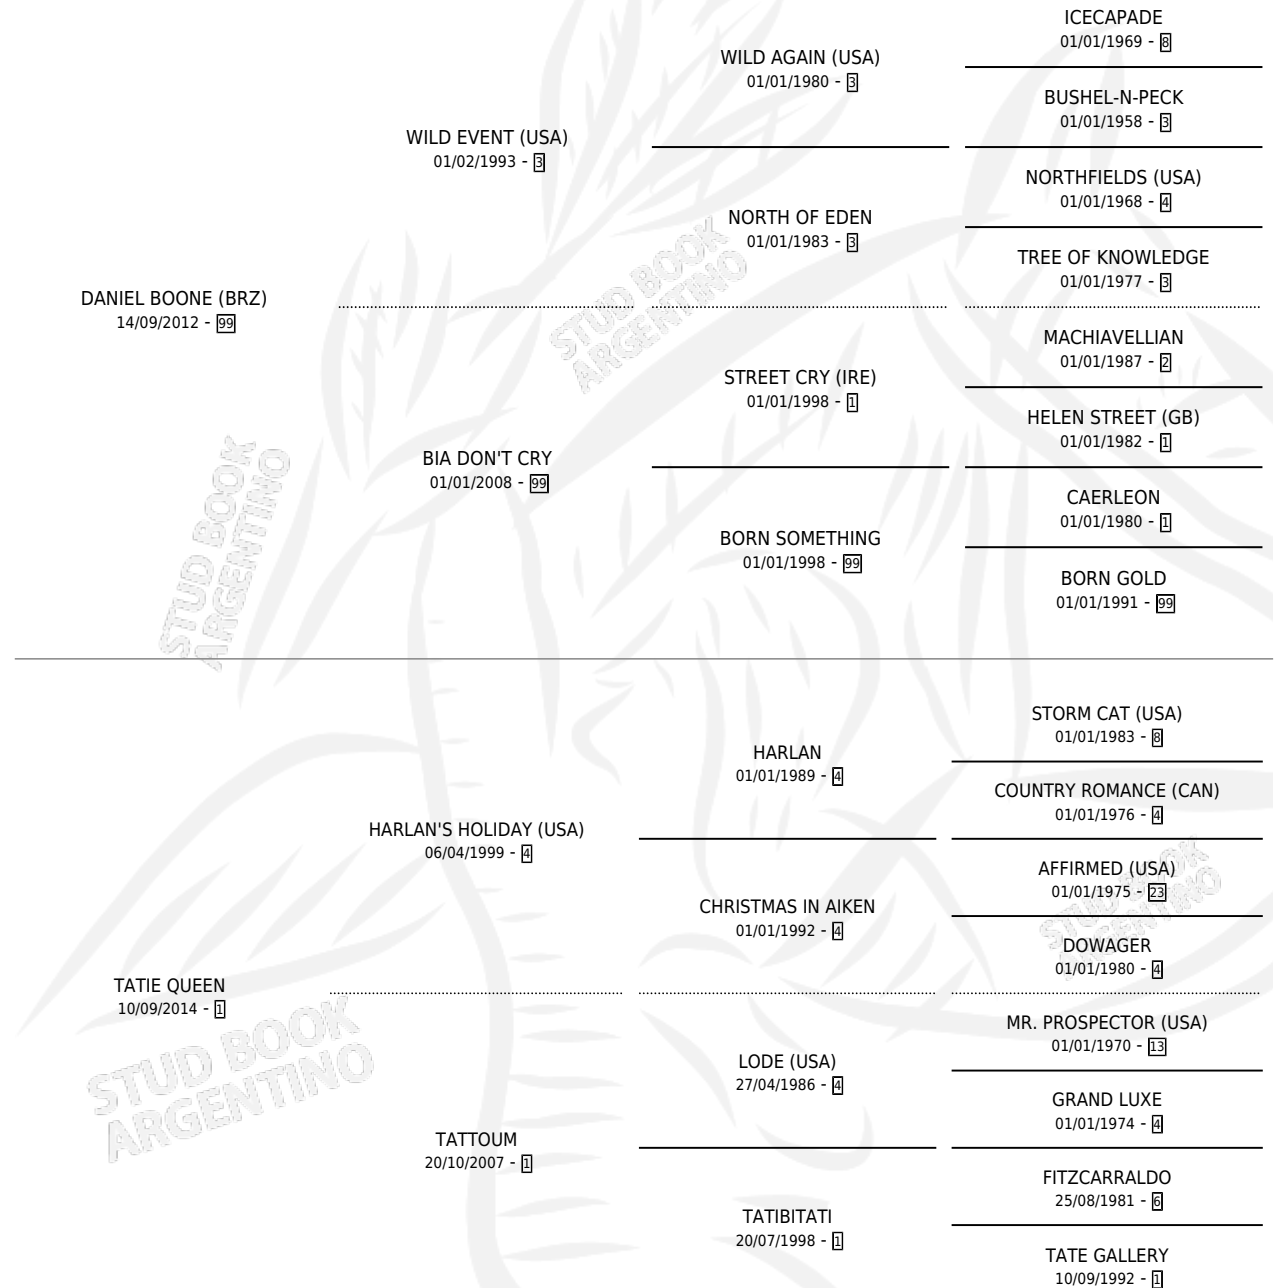 ICECAPADE
01/01/1969 - 8
WILD AGAIN (USA)
01/01/1980 - 3
BUSHEL-N-PECK
01/01/1958 - 3
WILD EVENT (USA)
01/02/1993 - 3
NORTHFIELDS (USA)
01/01/1968 - 4
NORTH OF EDEN
01/01/1983 - 3
TREE OF KNOWLEDGE
01/01/1977 - 3
DANIEL BOONE (BRZ)
14/09/2012 - 99
STUD BOOK
ARGENTINO
MACHIAVELLIAN
01/01/1987 - 2
STREET CRY (IRE)
01/01/1998 - 1
HELEN STREET (GB)
01/01/1982 - 1
BIA DON'T CRY
01/01/2008 - 99
CAERLEON
01/01/1980 - 1
BORN SOMETHING
01/01/1998 - 99
BORN GOLD
01/01/1991 - 99
STUD BOOK
ARGENTINO
STORM CAT (USA)
01/01/1983 - 8
HARLAN
01/01/1989 - 4
COUNTRY ROMANCE (CAN)
01/01/1976 - 4
HARLAN'S HOLIDAY (USA)
06/04/1999 - 4
AFFIRMED (USA)
01/01/1975 - 23
CHRISTMAS IN AIKEN
01/01/1992 - 4
STUD BOOK
ARGENTINO
DOWAGER
01/01/1980 - 4
TATIE QUEEN
10/09/2014 - 1
MR. PROSPECTOR (USA)
01/01/1970 - 13
LODE (USA)
27/04/1986 - 4
STUD BOOK
ARGENTINO
GRAND LUXE
01/01/1974 - 4
TATTOUM
20/10/2007 - 1
FITZCARRALDO
25/08/1981 - 6
TATIBITATI
20/07/1998 - 1
TATE GALLERY
10/09/1992 - 1